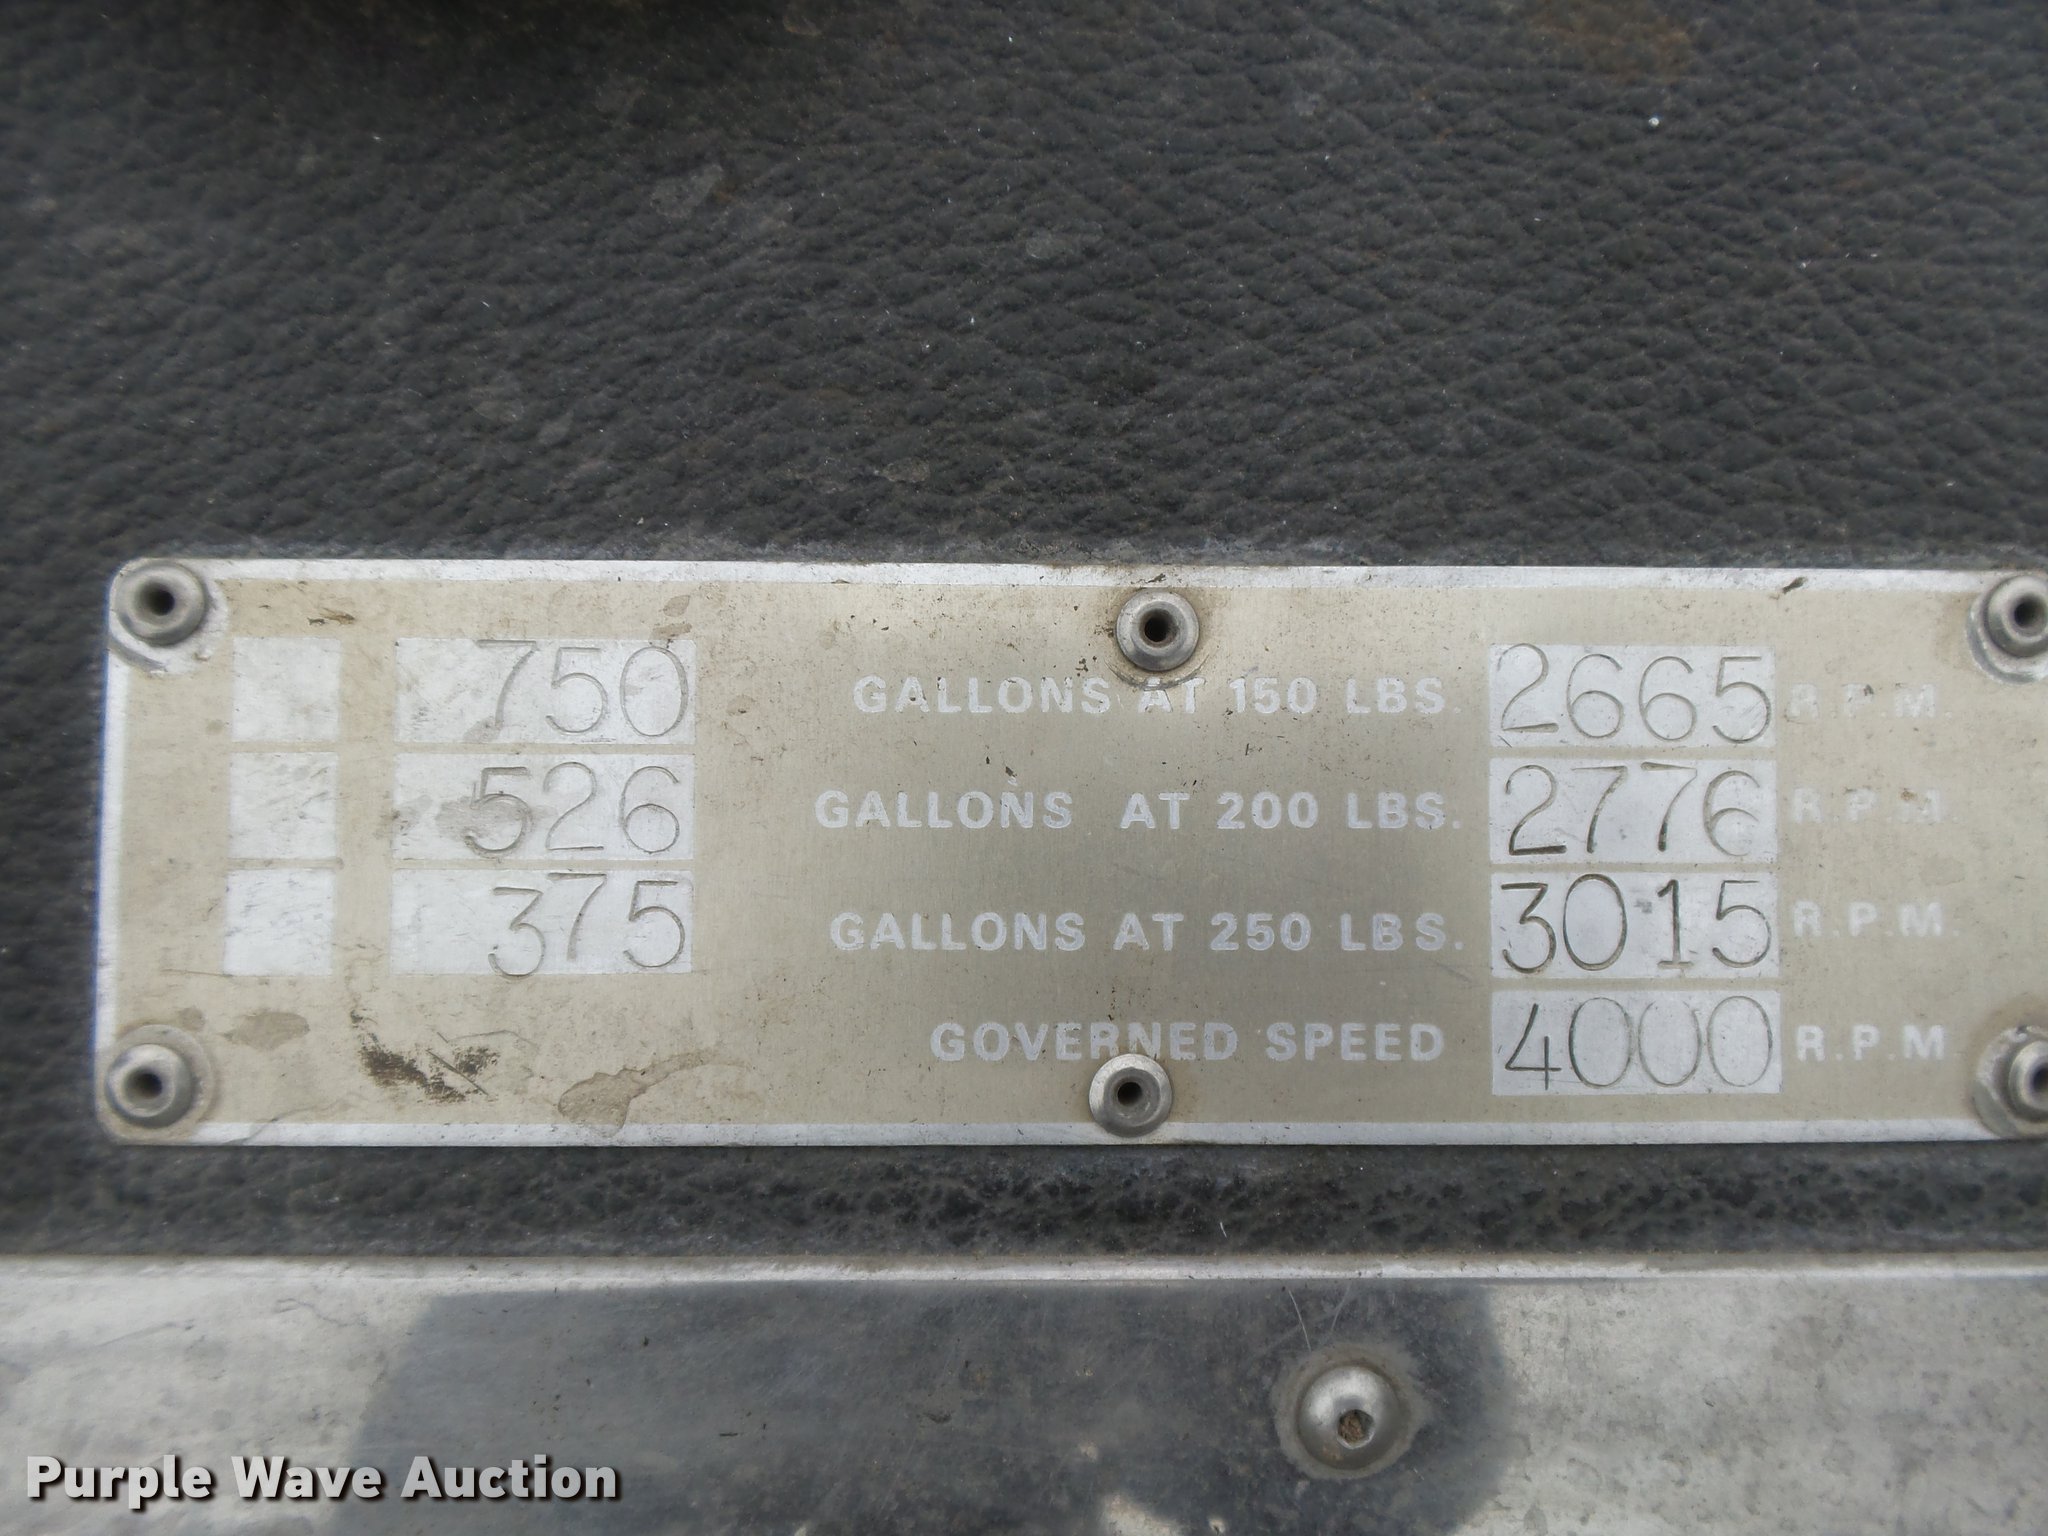 750 GALLONS AT 150 LBS. 2665 R.P.M.
526 GALLONS AT 200 LBS. 2776 R.P.M.
375 GALLONS AT 250 LBS. 3015 R.P.M.
GOVERNED SPEED 4000 R.P.M
Purple Wave Auction